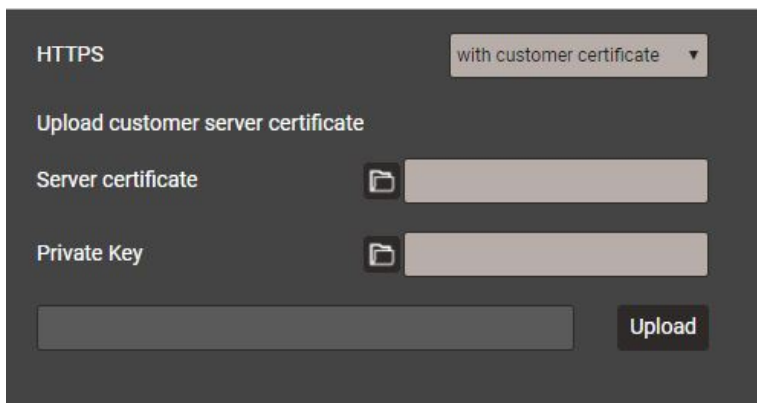 HTTPS with customer certificate
Upload customer server certificate
Server certificate
Private Key
Upload